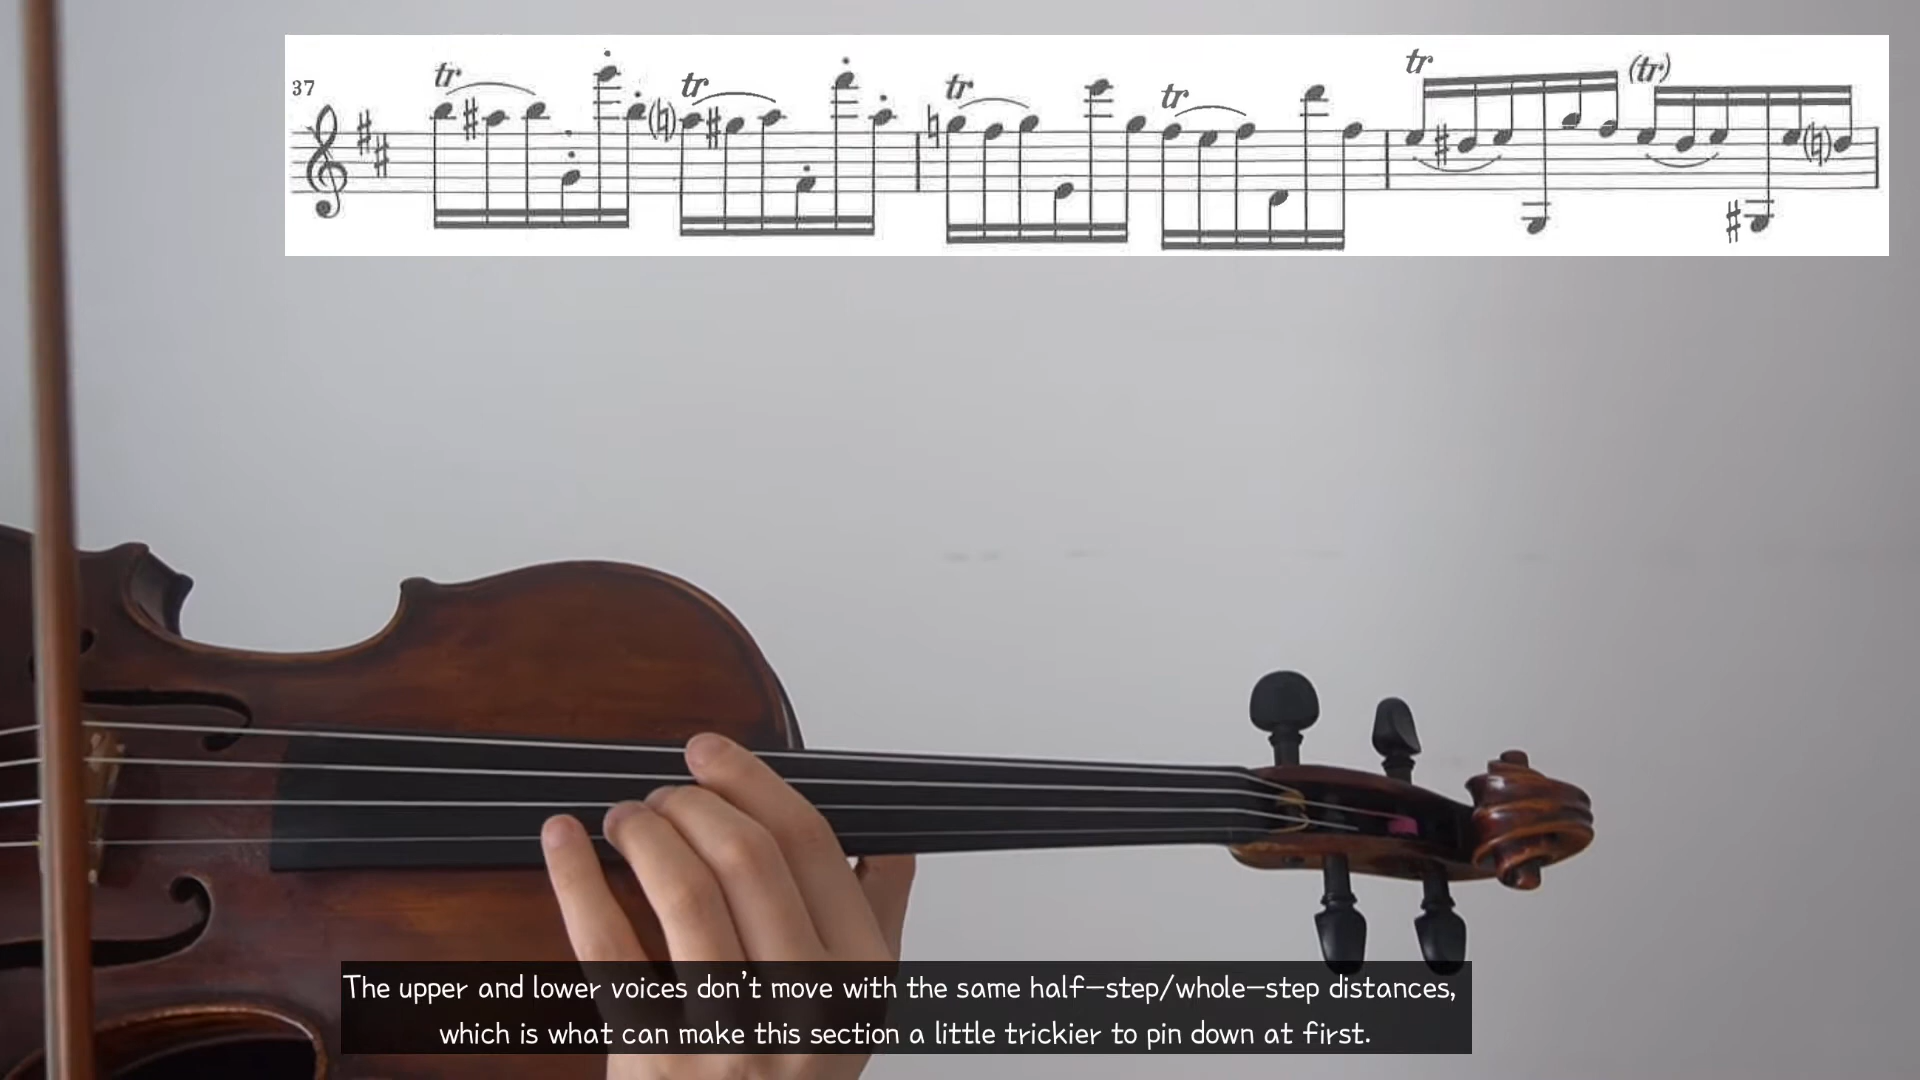 37
tr tr tr tr tr (tr)
The upper and lower voices don't move with the same half-step/whole-step distances,
which is what can make this section a little trickier to pin down at first.